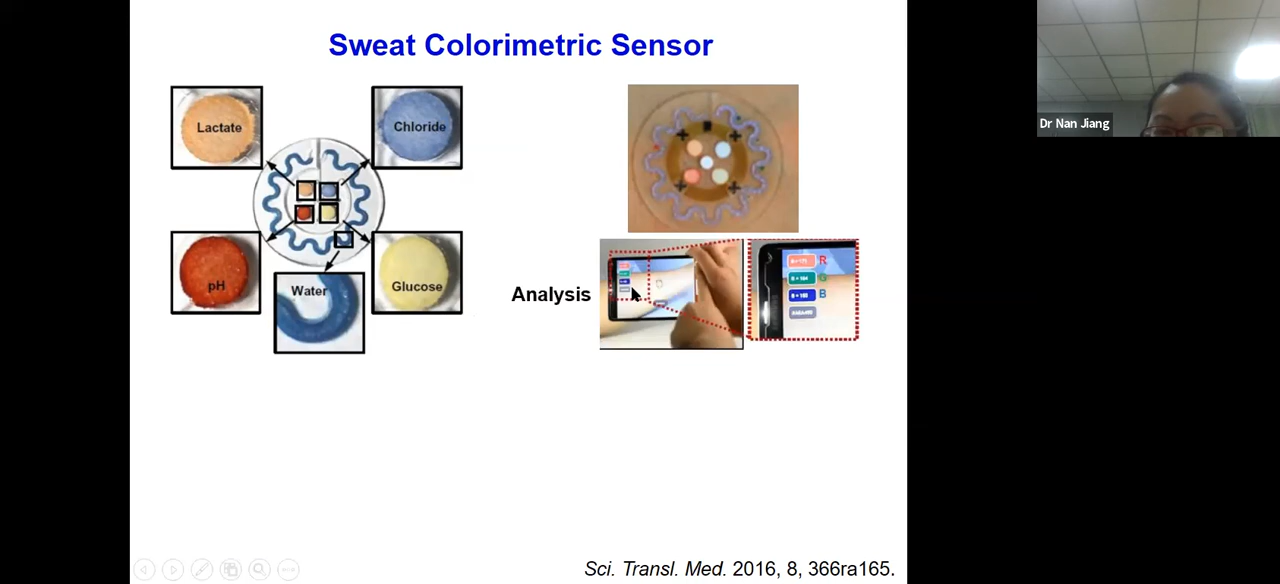 Sweat Colorimetric Sensor
Lactate
Chloride
pH
Water
Glucose
Analysis
R
G
B
Sci. Transl. Med. 2016, 8, 366ra165.
Dr Nan Jiang